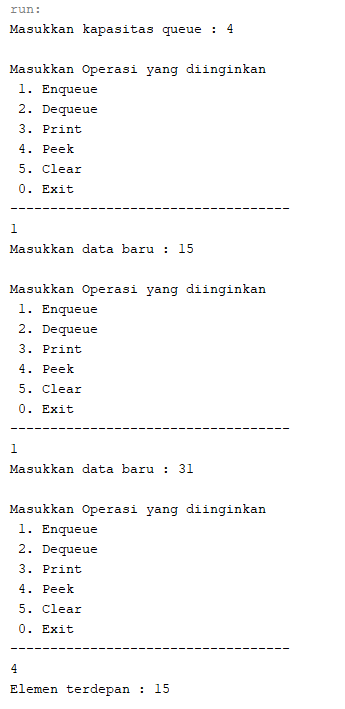 run:
Masukkan kapasitas queue : 4
Masukkan Operasi yang diinginkan
1. Enqueue
2. Dequeue
3. Print
4. Peek
5. Clear
0. Exit
-----------------------------------
1
Masukkan data baru : 15
Masukkan Operasi yang diinginkan
1. Enqueue
2. Dequeue
3. Print
4. Peek
5. Clear
0. Exit
-----------------------------------
1
Masukkan data baru : 31
Masukkan Operasi yang diinginkan
1. Enqueue
2. Dequeue
3. Print
4. Peek
5. Clear
0. Exit
-----------------------------------
4
Elemen terdepan : 15